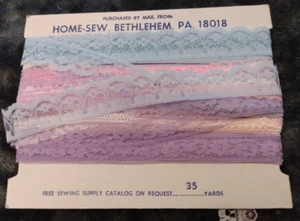 PURCHASED BY MAIL FROM
HOME-SEW, BETHLEHEM, PA. 18018
FREE SEWING SUPPLY CATALOG ON REQUEST 35 YARDS